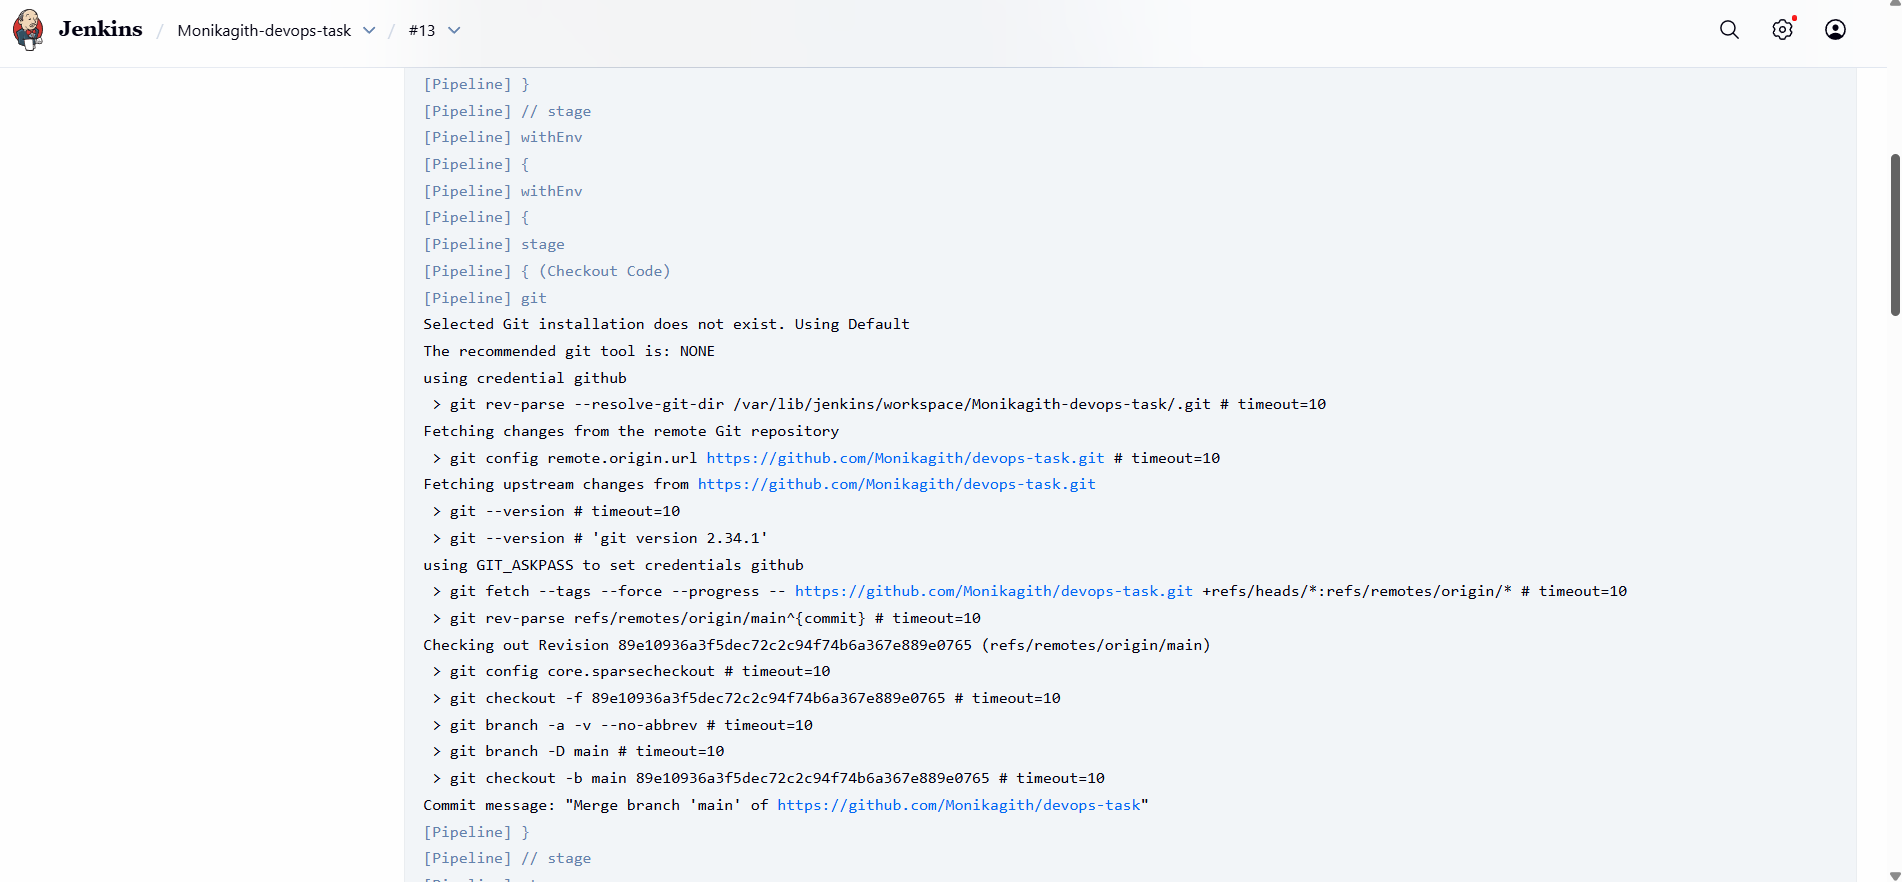 Jenkins / Monikagith-devops-task / #13
[Pipeline] }
[Pipeline] // stage
[Pipeline] withEnv
[Pipeline] {
[Pipeline] withEnv
[Pipeline] {
[Pipeline] stage
[Pipeline] { (Checkout Code)
[Pipeline] git
Selected Git installation does not exist. Using Default
The recommended git tool is: NONE
using credential github
 > git rev-parse --resolve-git-dir /var/lib/jenkins/workspace/Monikagith-devops-task/.git # timeout=10
Fetching changes from the remote Git repository
 > git config remote.origin.url https://github.com/Monikagith/devops-task.git # timeout=10
Fetching upstream changes from https://github.com/Monikagith/devops-task.git
 > git --version # timeout=10
 > git --version # 'git version 2.34.1'
using GIT_ASKPASS to set credentials github
 > git fetch --tags --force --progress -- https://github.com/Monikagith/devops-task.git +refs/heads/*:refs/remotes/origin/* # timeout=10
 > git rev-parse refs/remotes/origin/main^{commit} # timeout=10
Checking out Revision 89e10936a3f5dec72c2c94f74b6a367e889e0765 (refs/remotes/origin/main)
 > git config core.sparsecheckout # timeout=10
 > git checkout -f 89e10936a3f5dec72c2c94f74b6a367e889e0765 # timeout=10
 > git branch -a -v --no-abbrev # timeout=10
 > git branch -D main # timeout=10
 > git checkout -b main 89e10936a3f5dec72c2c94f74b6a367e889e0765 # timeout=10
Commit message: "Merge branch 'main' of https://github.com/Monikagith/devops-task"
[Pipeline] }
[Pipeline] // stage